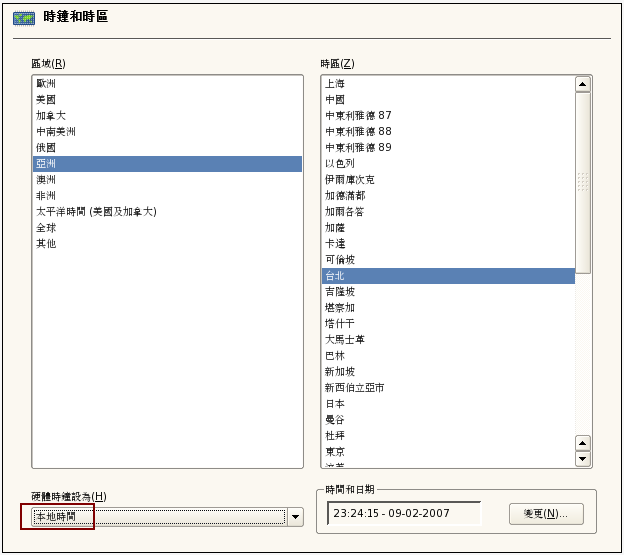 時鐘和時區
區域(R)
歐洲
美國
加拿大
中南美洲
俄國
亞洲
澳洲
非洲
太平洋時間 (美國及加拿大)
全球
其他
時區(Z)
上海
中國
中東利雅德 87
中東利雅德 88
中東利雅德 89
以色列
伊爾庫次克
加德滿都
加爾各答
加薩
卡達
可倫坡
台北
吉隆坡
堪察加
塔什干
大馬士革
巴林
新加坡
新西伯立亞市
日本
曼谷
杜拜
東京
硬體時鐘設為(H)
本地時間
時間和日期
23:24:15 - 09-02-2007
變更(N)...